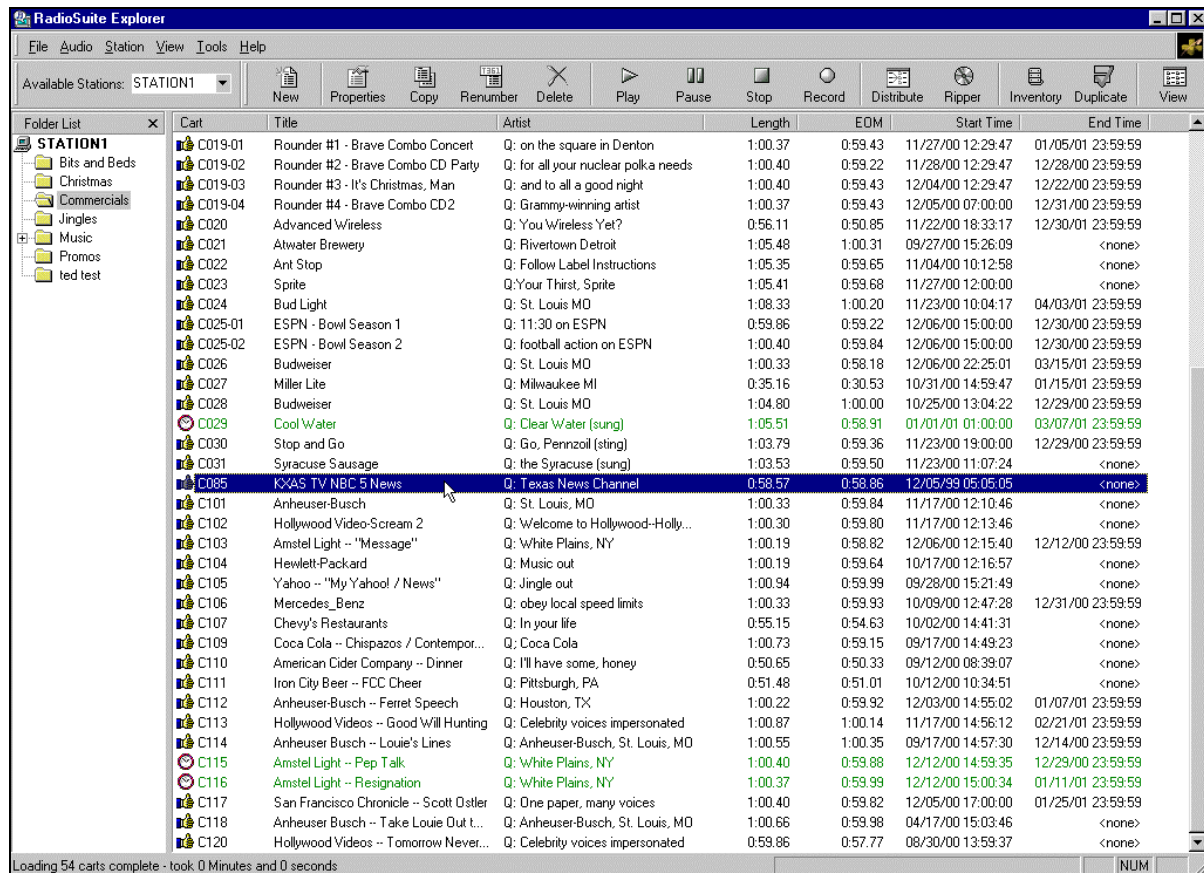 RadioSuite Explorer
File Audio Station View Tools Help
Available Stations: STATION1 New Properties Copy Renumber Delete Play Pause Stop Record Distribute Ripper Inventory Duplicate View
Folder List
STATION1
Bits and Beds
Christmas
Commercials
Jingles
Music
Promos
ted test
Cart Title Artist Length EOM Start Time End Time
C019-01 Rounder #1 - Brave Combo Concert Q: on the square in Denton 1:00.37 0:59.43 11/27/00 12:29:47 01/05/01 23:59:59
C019-02 Rounder #2 - Brave Combo CD Party Q: for all your nuclear polka needs 1:00.40 0:59.22 11/28/00 12:29:47 12/28/00 23:59:59
C019-03 Rounder #3 - It's Christmas, Man Q: and to all a good night 1:00.40 0:59.43 12/04/00 12:29:47 12/22/00 23:59:59
C019-04 Rounder #4 - Brave Combo CD2 Q: Grammy-winning artist 1:00.37 0:59.43 12/05/00 07:00:00 12/31/00 23:59:59
C020 Advanced Wireless Q: You Wireless Yet? 0:56.11 0:50.85 11/22/00 18:33:17 12/30/01 23:59:59
C021 Atwater Brewery Q: Rivertown Detroit 1:05.48 1:00.31 09/27/00 15:26:09 <none>
C022 Ant Stop Q: Follow Label Instructions 1:05.35 0:59.65 11/04/00 10:12:58 <none>
C023 Sprite Q:Your Thirst, Sprite 1:05.41 0:59.68 11/27/00 12:00:00 <none>
C024 Bud Light Q: St. Louis MO 1:08.33 1:00.20 11/23/00 10:04:17 04/03/01 23:59:59
C025-01 ESPN - Bowl Season 1 Q: 11:30 on ESPN 0:59.86 0:59.22 12/06/00 15:00:00 12/30/00 23:59:59
C025-02 ESPN - Bowl Season 2 Q: football action on ESPN 1:00.40 0:59.84 12/06/00 15:00:00 12/30/00 23:59:59
C026 Budweiser Q: St. Louis MO 1:00.33 0:58.18 12/06/00 22:25:01 03/15/01 23:59:59
C027 Miller Lite Q: Milwaukee MI 0:35.16 0:30.53 10/31/00 14:59:47 01/15/01 23:59:59
C028 Budweiser Q: St. Louis MO 1:04.80 1:00.00 10/25/00 13:04:22 12/29/00 23:59:59
C029 Cool Water Q: Clear Water (sung) 1:05.51 0:58.91 01/01/01 01:00:00 03/07/01 23:59:59
C030 Stop and Go Q: Go, Pennzoil (sting) 1:03.79 0:59.36 11/23/00 19:00:00 12/29/00 23:59:59
C031 Syracuse Sausage Q: the Syracuse (sung) 1:03.53 0:59.50 11/23/00 11:07:24 <none>
C085 KXAS TV NBC 5 News Q: Texas News Channel 0:58.57 0:58.86 12/05/99 05:05:05 <none>
C101 Anheuser-Busch Q: St. Louis, MO 1:00.33 0:59.84 11/17/00 12:10:46 <none>
C102 Hollywood Video-Scream 2 Q: Welcome to Hollywood--Holly... 1:00.30 0:59.80 11/17/00 12:13:46 <none>
C103 Amstel Light -- "Message" Q: White Plains, NY 1:00.19 0:58.82 12/06/00 12:15:40 12/12/00 23:59:59
C104 Hewlett-Packard Q: Music out 1:00.19 0:59.64 10/17/00 12:16:57 <none>
C105 Yahoo -- "My Yahoo! / News" Q: Jingle out 1:00.94 0:59.99 09/28/00 15:21:49 <none>
C106 Mercedes_Benz Q: obey local speed limits 1:00.33 0:59.93 10/09/00 12:47:28 12/31/00 23:59:59
C107 Chevy's Restaurants Q: In your life 0:55.15 0:54.63 10/02/00 14:41:31 <none>
C109 Coca Cola -- Chispazos / Contempor... Q; Coca Cola 1:00.73 0:59.15 09/17/00 14:49:23 <none>
C110 American Cider Company -- Dinner Q: I'll have some, honey 0:50.65 0:50.33 09/12/00 08:39:07 <none>
C111 Iron City Beer -- FCC Cheer Q: Pittsburgh, PA 0:51.48 0:51.01 10/12/00 10:34:51 <none>
C112 Anheuser-Busch -- Ferret Speech Q: Houston, TX 1:00.22 0:59.92 12/03/00 14:55:02 01/07/01 23:59:59
C113 Hollywood Videos -- Good Will Hunting Q: Celebrity voices impersonated 1:00.87 1:00.14 11/17/00 14:56:12 02/21/01 23:59:59
C114 Anheuser Busch -- Louie's Lines Q: Anheuser-Busch, St. Louis, MO 1:00.55 1:00.35 09/17/00 14:57:30 12/14/00 23:59:59
C115 Amstel Light -- Pep Talk Q: White Plains, NY 1:00.40 0:59.88 12/12/00 14:59:35 12/29/00 23:59:59
C116 Amstel Light -- Resignation Q: White Plains, NY 1:00.37 0:59.99 12/12/00 15:00:34 01/11/01 23:59:59
C117 San Francisco Chronicle -- Scott Ostler Q: One paper, many voices 1:00.40 0:59.82 12/05/00 17:00:00 01/25/01 23:59:59
C118 Anheuser Busch -- Take Louie Out t... Q: Anheuser-Busch, St. Louis, MO 1:00.66 0:59.98 04/17/00 15:03:46 <none>
C120 Hollywood Videos -- Tomorrow Never... Q: Celebrity voices impersonated 0:59.86 0:57.77 08/30/00 13:59:37 <none>
Loading 54 carts complete - took 0 Minutes and 0 seconds NUM